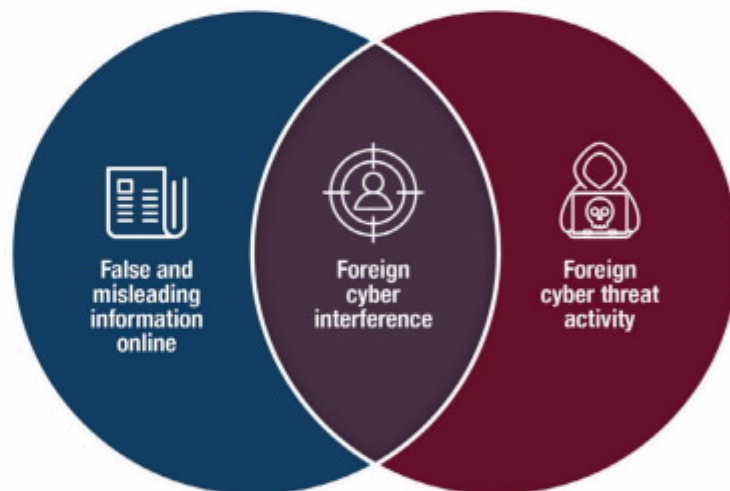 False and
misleading
information
online
Foreign
cyber
interference
Foreign
cyber threat
activity